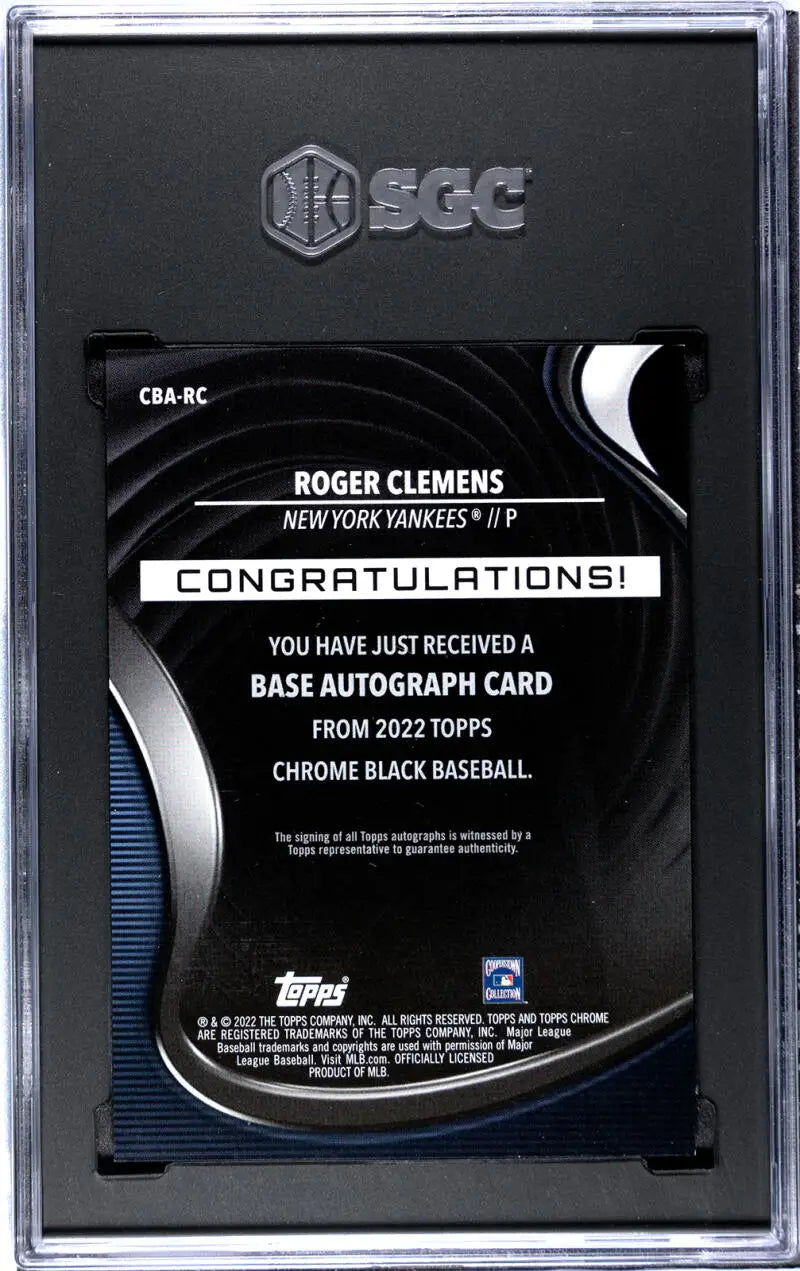 SGC
CBA-RC
ROGER CLEMENS
NEW YORK YANKEES® // P
CONGRATULATIONS!
YOU HAVE JUST RECEIVED A
BASE AUTOGRAPH CARD
FROM 2022 TOPPS
CHROME BLACK BASEBALL.
The signing of all Topps autographs is witnessed by a
Topps representative to guarantee authenticity.
topps®
COOPERSTOWN
COLLECTION
® & © 2022 THE TOPPS COMPANY, INC. ALL RIGHTS RESERVED. TOPPS AND TOPPS CHROME
ARE REGISTERED TRADEMARKS OF THE TOPPS COMPANY, INC. Major League
Baseball trademarks and copyrights are used with permission of Major
League Baseball. Visit MLB.com. OFFICIALLY LICENSED
PRODUCT OF MLB.